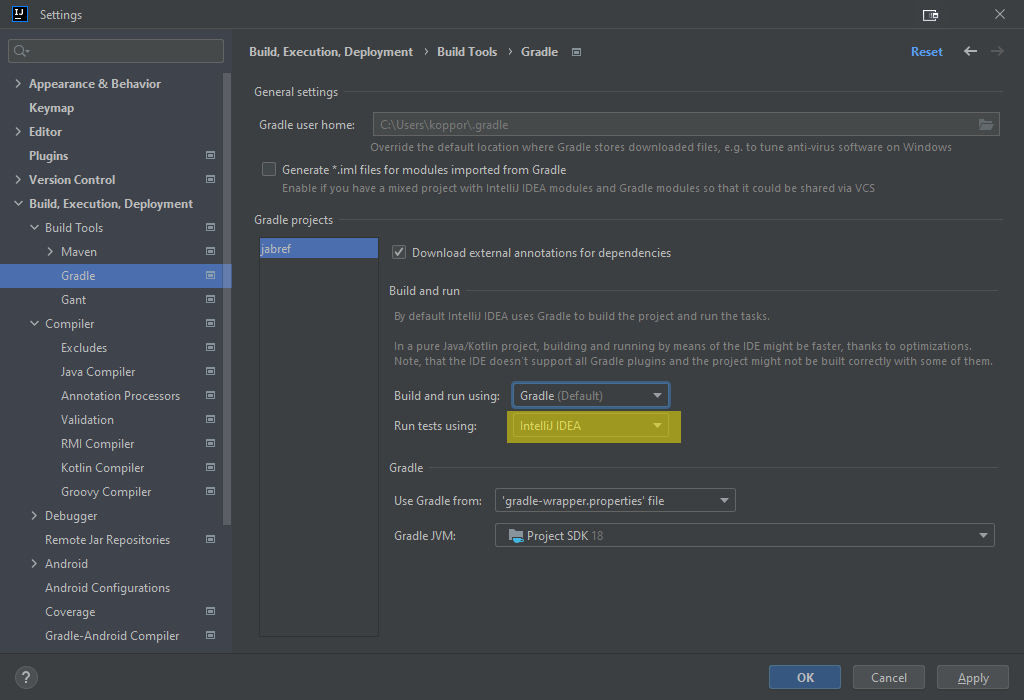 IJ
Settings
Appearance & Behavior
Keymap
Editor
Plugins
Version Control
Build, Execution, Deployment
Build Tools
Maven
Gradle
Gant
Compiler
Excludes
Java Compiler
Annotation Processors
Validation
RMI Compiler
Kotlin Compiler
Groovy Compiler
Debugger
Remote Jar Repositories
Android
Android Configurations
Coverage
Gradle-Android Compiler
Build, Execution, Deployment › Build Tools › Gradle
Reset
General settings
Gradle user home: C:\Users\koppor\.gradle
Override the default location where Gradle stores downloaded files, e.g. to tune anti-virus software on Windows
Generate *.iml files for modules imported from Gradle
Enable if you have a mixed project with IntelliJ IDEA modules and Gradle modules so that it could be shared via VCS
Gradle projects
jabref
Download external annotations for dependencies
Build and run
By default IntelliJ IDEA uses Gradle to build the project and run the tasks.
In a pure Java/Kotlin project, building and running by means of the IDE might be faster, thanks to optimizations.
Note, that the IDE doesn't support all Gradle plugins and the project might not be built correctly with some of them.
Build and run using: Gradle (Default)
Run tests using: IntelliJ IDEA
Gradle
Use Gradle from: 'gradle-wrapper.properties' file
Gradle JVM: Project SDK 18
?
OK
Cancel
Apply